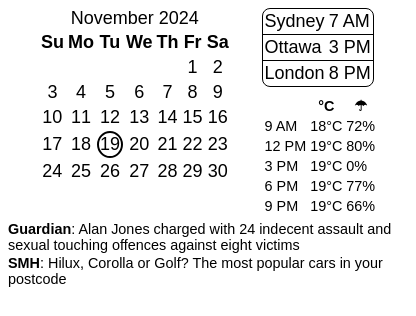 November 2024
Su Mo Tu We Th Fr Sa
1 2
3 4 5 6 7 8 9
10 11 12 13 14 15 16
17 18 19 20 21 22 23
24 25 26 27 28 29 30
Sydney 7 AM
Ottawa 3 PM
London 8 PM
°C ☂
9 AM 18°C 72%
12 PM 19°C 80%
3 PM 19°C 0%
6 PM 19°C 77%
9 PM 19°C 66%
Guardian: Alan Jones charged with 24 indecent assault and
sexual touching offences against eight victims
SMH: Hilux, Corolla or Golf? The most popular cars in your
postcode